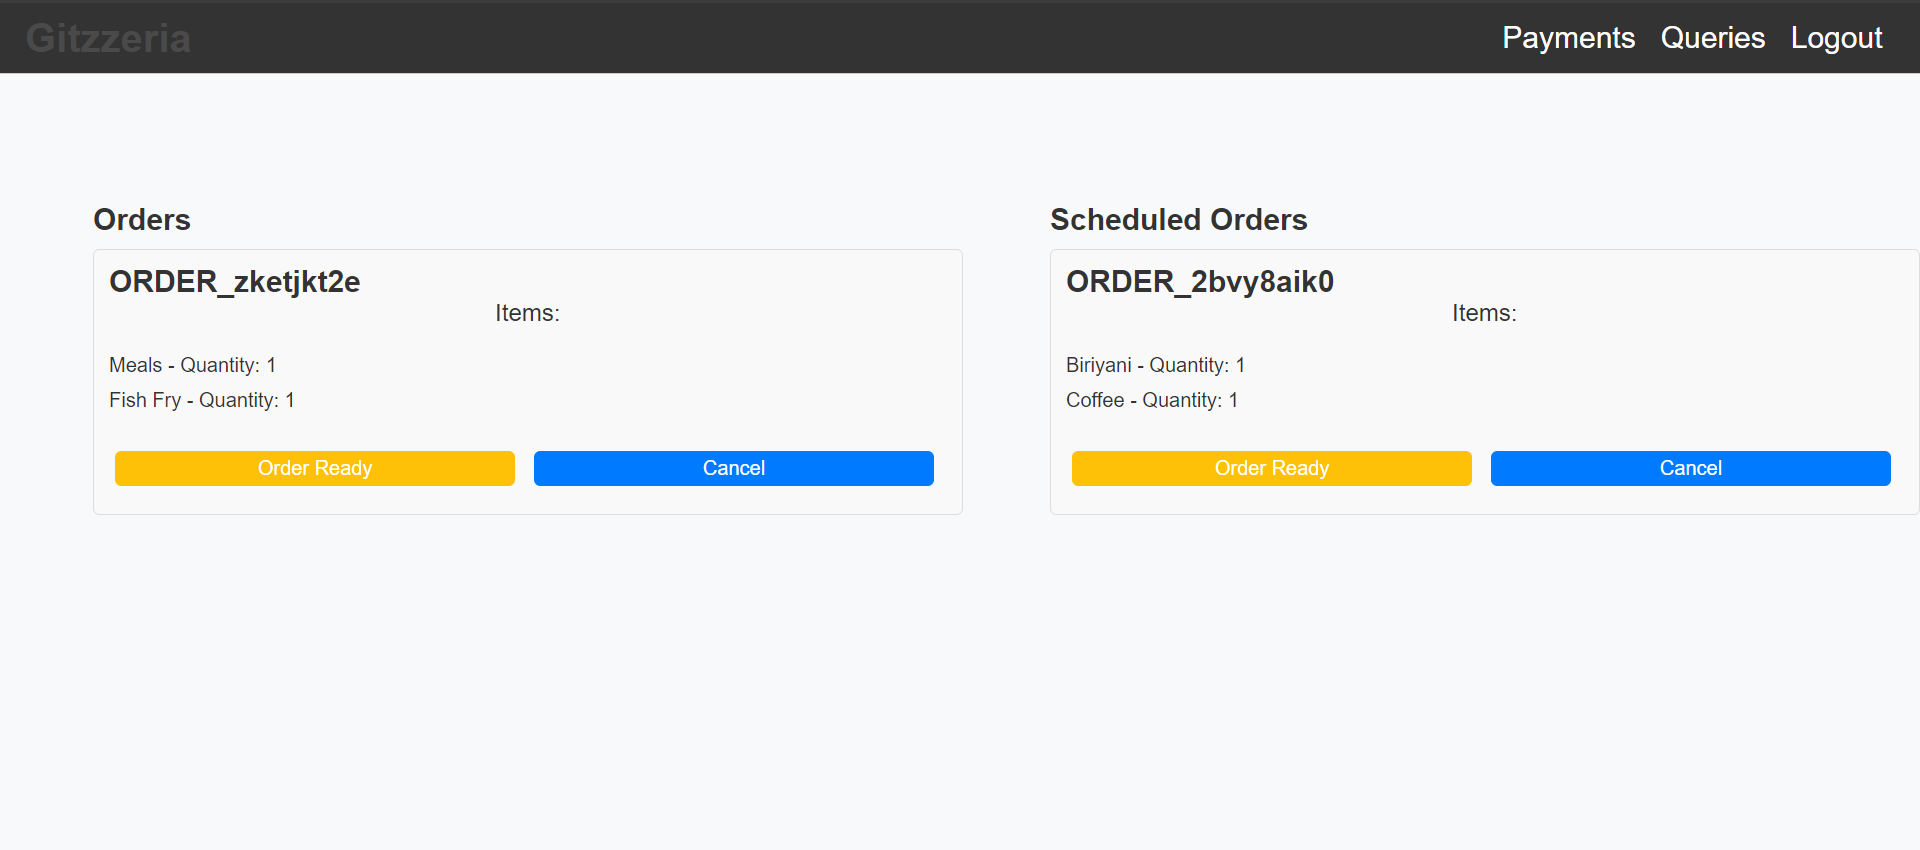 Gitzzeria
Payments Queries Logout
Orders
ORDER_zketjkt2e
Items:
Meals - Quantity: 1
Fish Fry - Quantity: 1
Order Ready Cancel
Scheduled Orders
ORDER_2bvy8aik0
Items:
Biriyani - Quantity: 1
Coffee - Quantity: 1
Order Ready Cancel